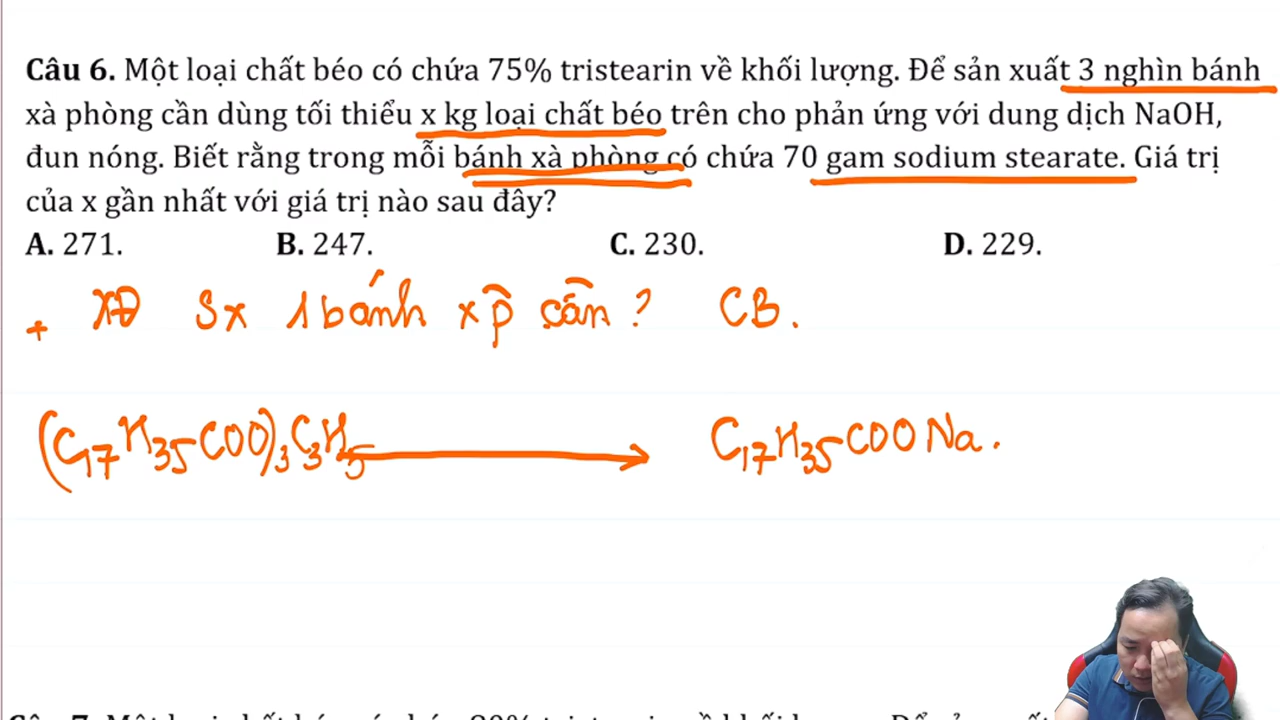 Câu 6. Một loại chất béo có chứa 75% tristearin về khối lượng. Để sản xuất 3 nghìn bánh
xà phòng cần dùng tối thiểu x kg loại chất béo trên cho phản ứng với dung dịch NaOH,
đun nóng. Biết rằng trong mỗi bánh xà phòng có chứa 70 gam sodium stearate. Giá trị
của x gần nhất với giá trị nào sau đây?
A. 271. B. 247. C. 230. D. 229.
+ XĐ Sx 1 bánh xp cần? CB.
(C17H35COO)3C3H5 → C17H35COONa.